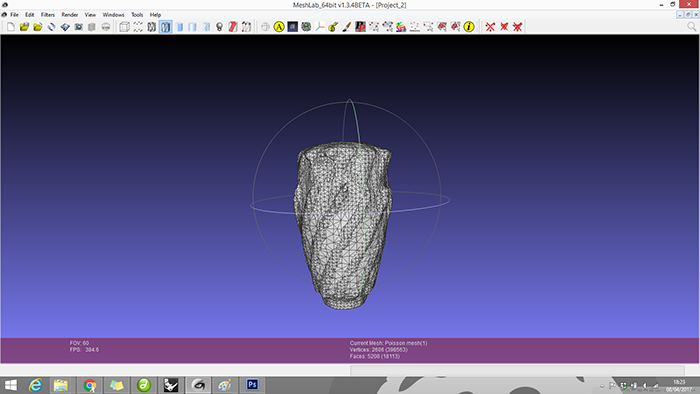 MeshLab_64bit v1.3.4BETA - [Project_2]
File Edit Filters Render View Windows Tools Help
A
i
FOV: 60
FPS: 384.6
Current Mesh: Poisson mesh(1)
Vertices: 2606 (398563)
Faces: 5208 (18113)
Ps
18:23
08/04/2017